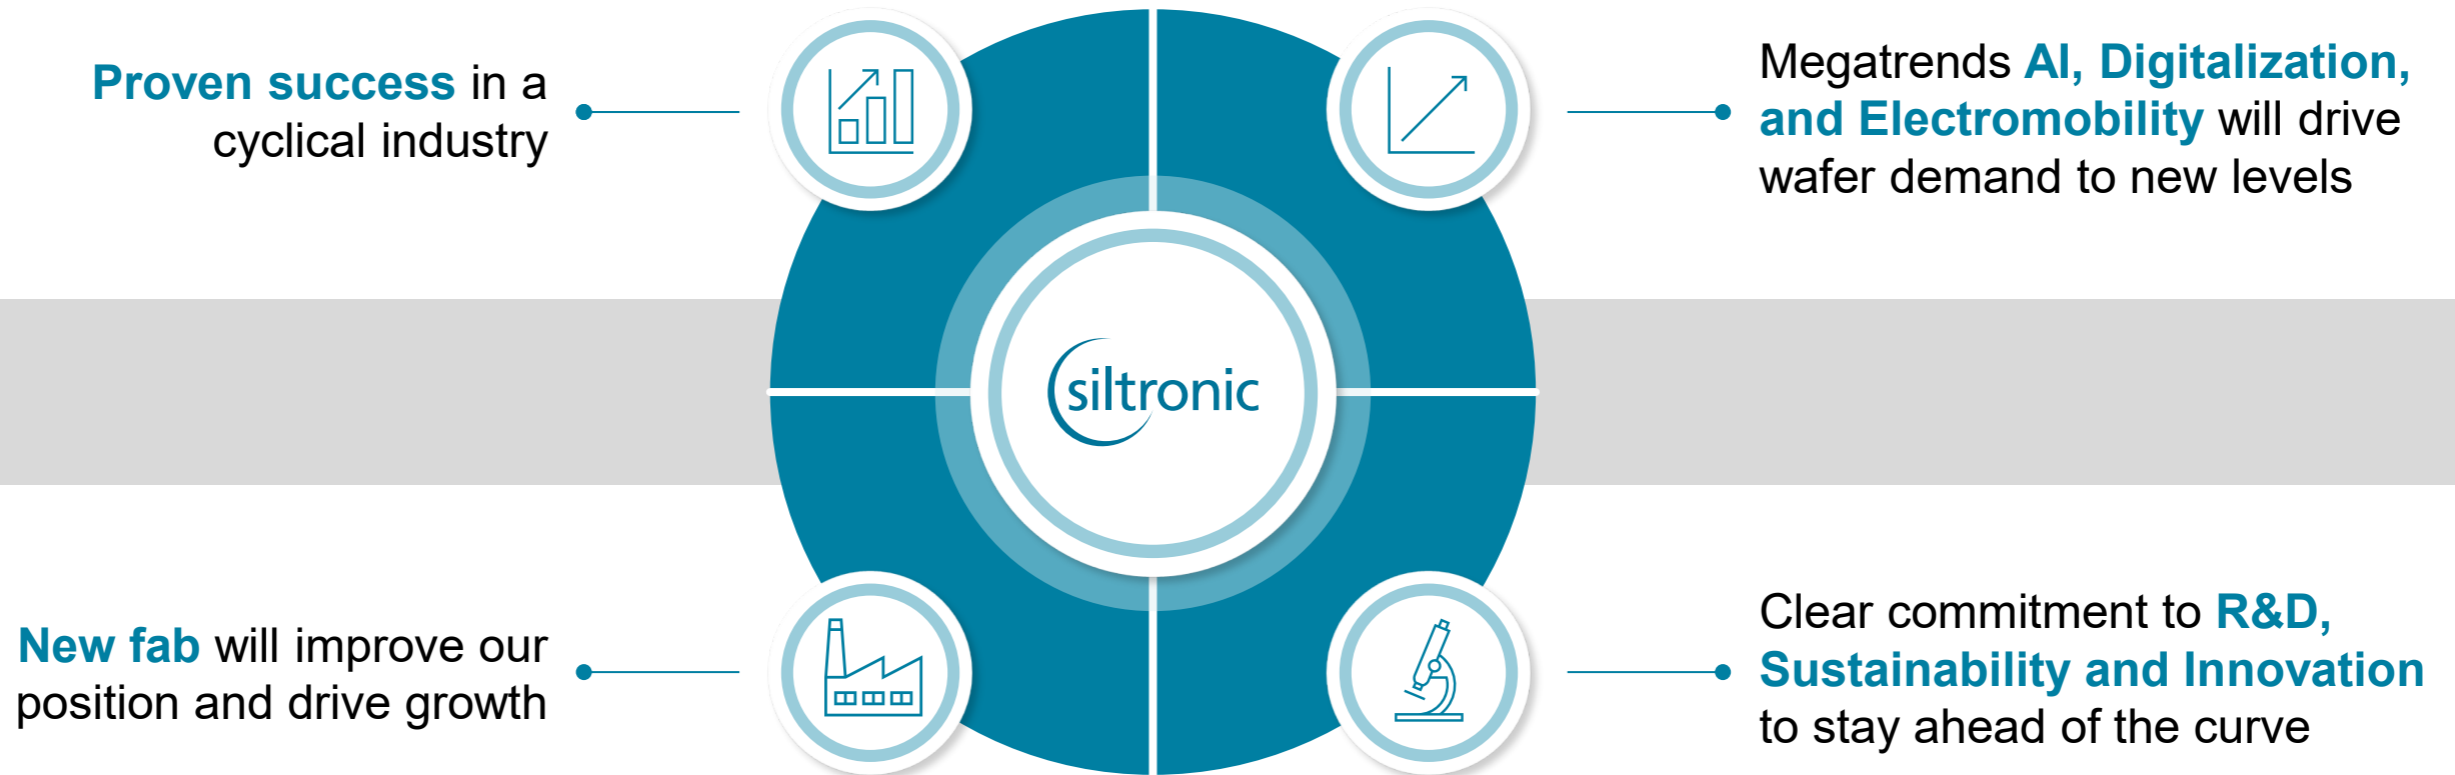 Proven success in a
cyclical industry
Megatrends AI, Digitalization,
and Electromobility will drive
wafer demand to new levels
siltronic
New fab will improve our
position and drive growth
Clear commitment to R&D,
Sustainability and Innovation
to stay ahead of the curve